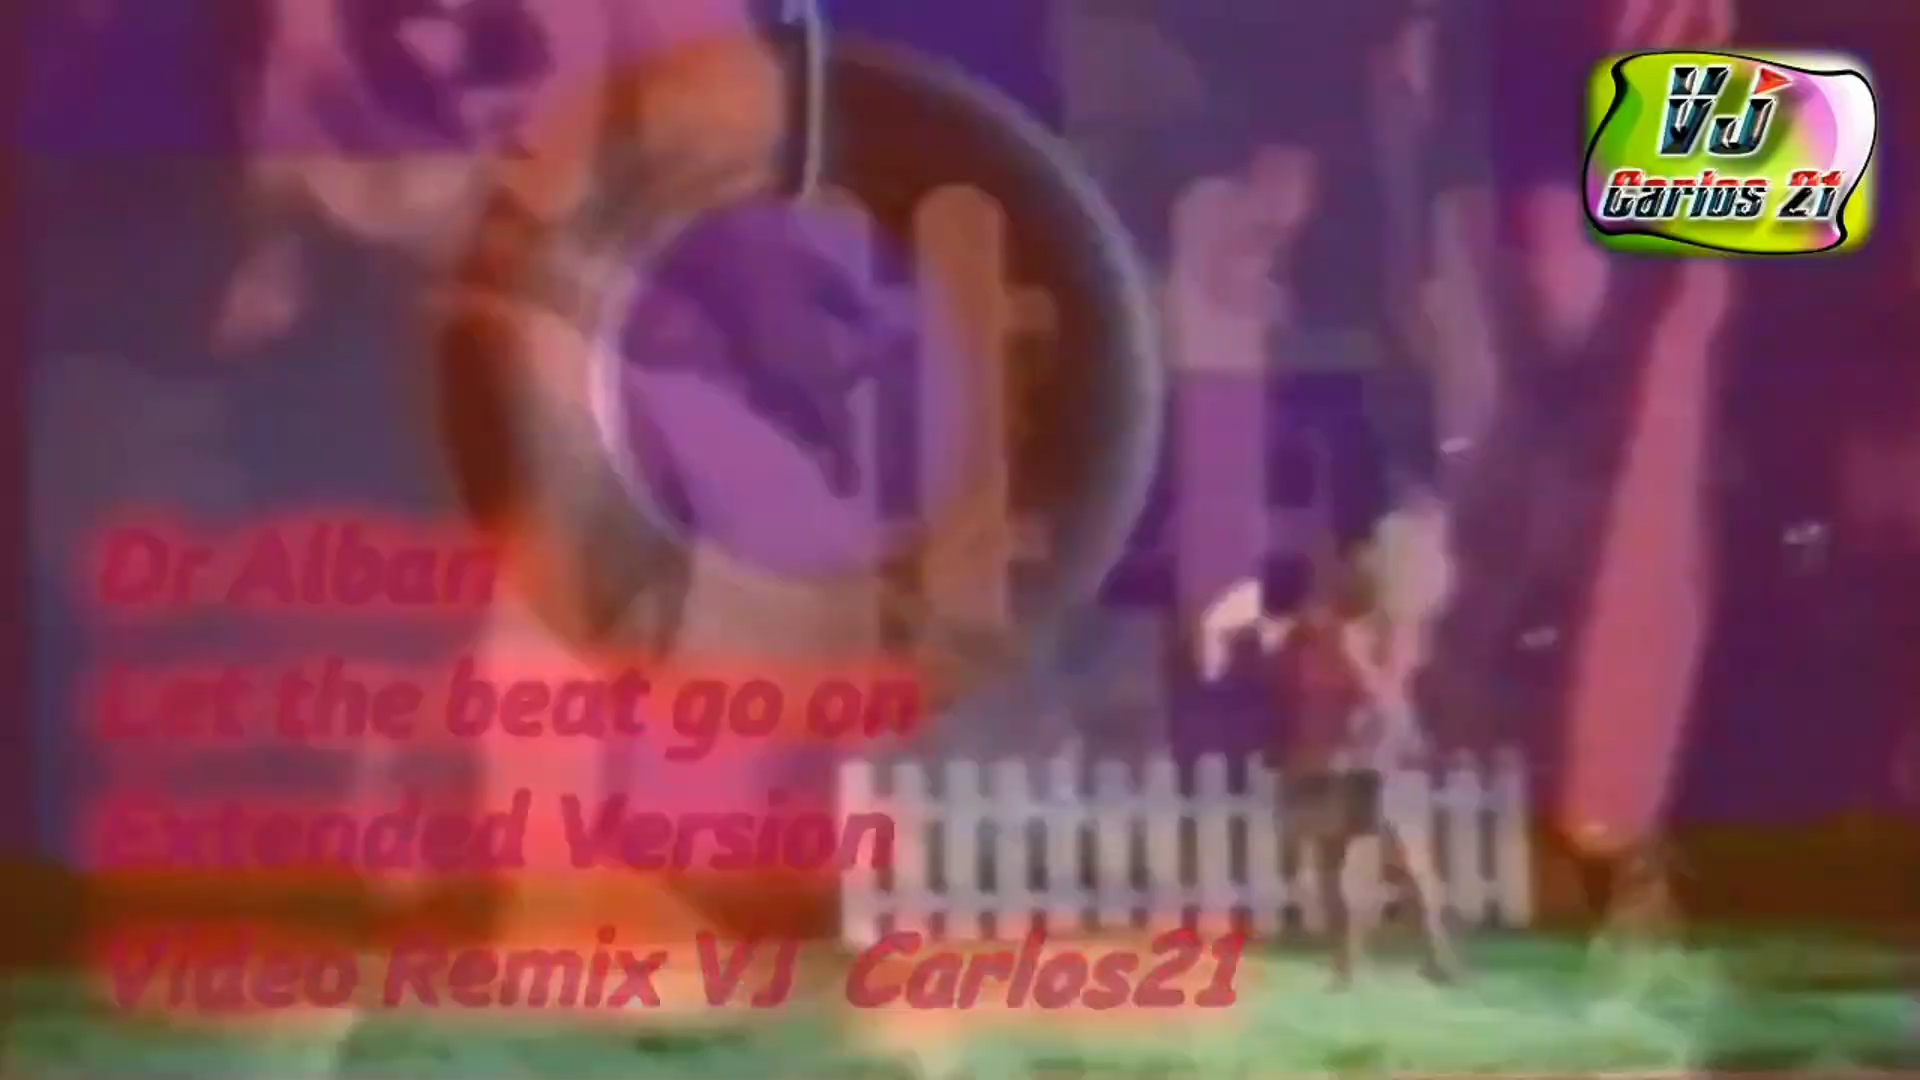 VJ
Carlos 21
Dr Alban
Let the beat go on
Extended Version
Video Remix VJ Carlos21